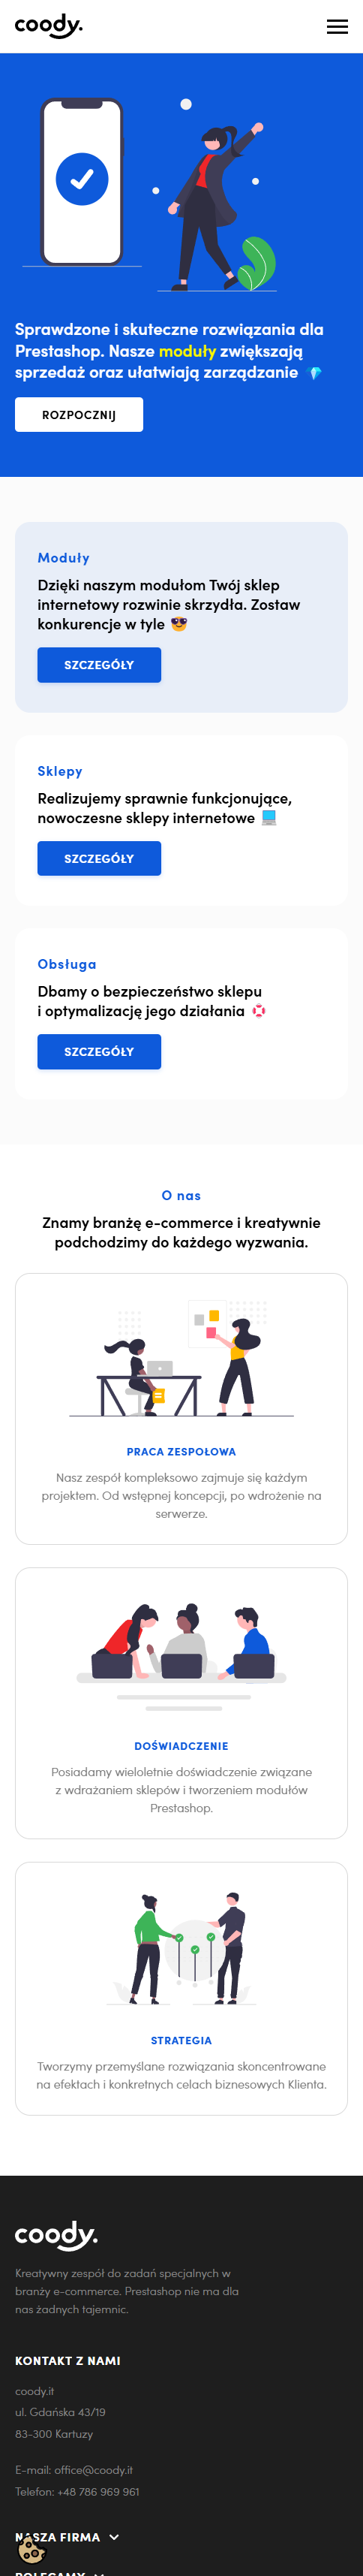 coody.
Sprawdzone i skuteczne rozwiązania dla
Prestashop. Nasze moduły zwiększają
sprzedaż oraz ułatwiają zarządzanie
ROZPOCZNIJ
Moduły
Dzięki naszym modułom Twój sklep
internetowy rozwinie skrzydła. Zostaw
konkurencje w tyle
SZCZEGÓŁY
Sklepy
Realizujemy sprawnie funkcjonujące,
nowoczesne sklepy internetowe
SZCZEGÓŁY
Obsługa
Dbamy o bezpieczeństwo sklepu
i optymalizację jego działania
SZCZEGÓŁY
O nas
Znamy branżę e-commerce i kreatywnie
podchodzimy do każdego wyzwania.
PRACA ZESPOŁOWA
Nasz zespół kompleksowo zajmuje się każdym
projektem. Od wstępnej koncepcji, po wdrożenie na
serwerze.
DOŚWIADCZENIE
Posiadamy wieloletnie doświadczenie związane
z wdrażaniem sklepów i tworzeniem modułów
Prestashop.
STRATEGIA
Tworzymy przemyślane rozwiązania skoncentrowane
na efektach i konkretnych celach biznesowych Klienta.
coody.
Kreatywny zespół do zadań specjalnych w
branży e-commerce. Prestashop nie ma dla
nas żadnych tajemnic.
KONTAKT Z NAMI
coody.it
ul. Gdańska 43/19
83-300 Kartuzy
E-mail: office@coody.it
Telefon: +48 786 969 961
NASZA FIRMA
POLECAMY